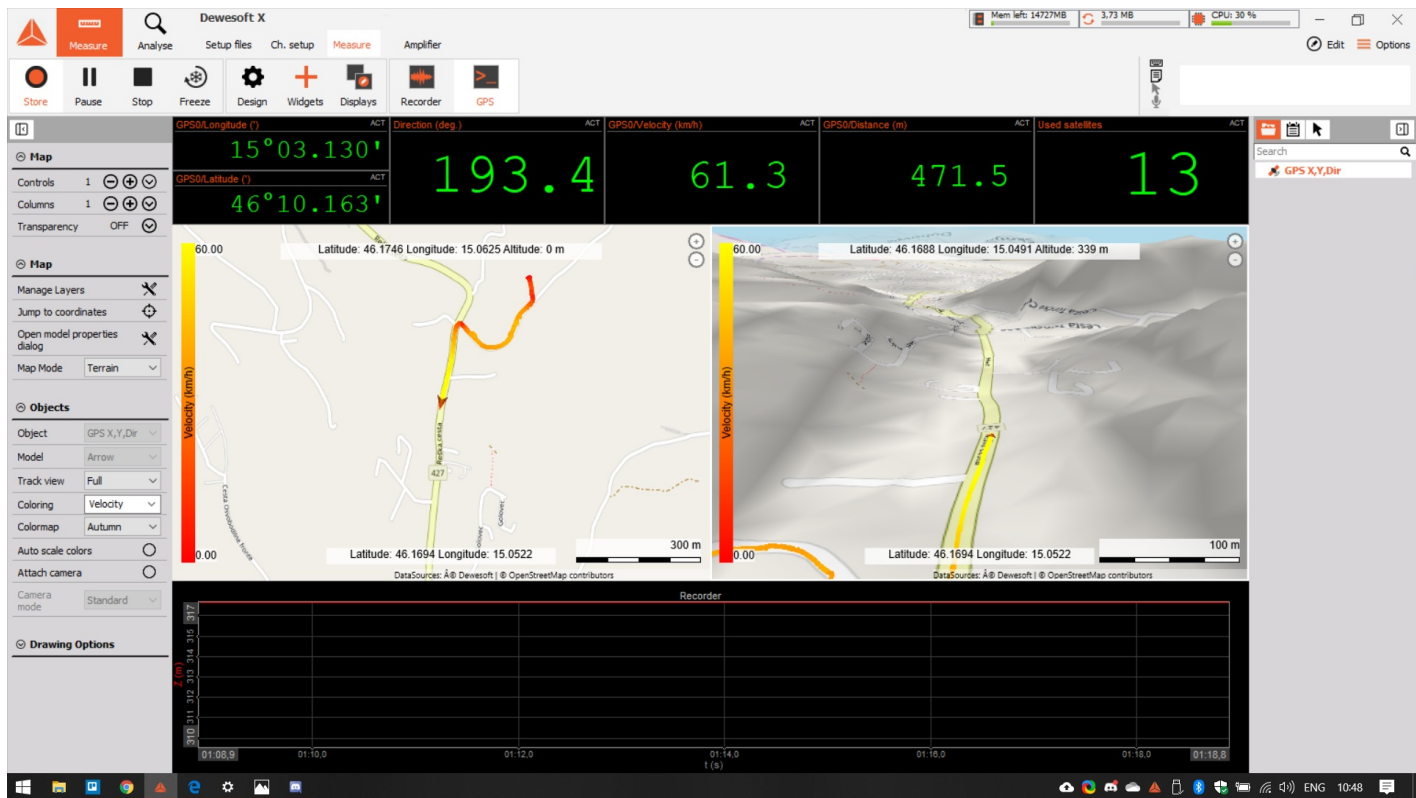 Dewesoft X
Mem left: 14727MB
3,73 MB
CPU: 30 %
Measure
Analyse
Setup files
Ch. setup
Measure
Amplifier
Edit
Options
Store
Pause
Stop
Freeze
Design
Widgets
Displays
Recorder
GPS
Map
Controls 1
Columns 1
Transparency OFF
Map
Manage Layers
Jump to coordinates
Open model properties
dialog
Map Mode Terrain
Objects
Object GPS X,Y,Dir
Model Arrow
Track view Full
Coloring Velocity
Colormap Autumn
Auto scale colors
Attach camera
Camera
mode
Standard
Drawing Options
GPS0/Longitude (') ACT
15°03.130'
GPS0/Latitude (') ACT
46°10.163'
Direction (deg.) ACT
193.4
GPS0/Velocity (km/h) ACT
61.3
GPS0/Distance (m) ACT
471.5
Used satellites ACT
13
Search
GPS X,Y,Dir
60.00
Latitude: 46.1746 Longitude: 15.0625 Altitude: 0 m
Velocity (km/h)
Rečka cesta
427
Cesta Osvobodilne fronte
Golovec
Golovec
0.00
Latitude: 46.1694 Longitude: 15.0522
300 m
DataSources: Â© Dewesoft | © OpenStreetMap contributors
60.00
Latitude: 46.1688 Longitude: 15.0491 Altitude: 339 m
Velocity (km/h)
0.00
Latitude: 46.1694 Longitude: 15.0522
100 m
DataSources: Â© Dewesoft | © OpenStreetMap contributors
Recorder
Z (m)
317
316
315
314
313
312
311
310
01:08,9
01:10,0
01:12,0
01:14,0
01:16,0
01:18,0
01:18,8
t (s)
ENG
10:48